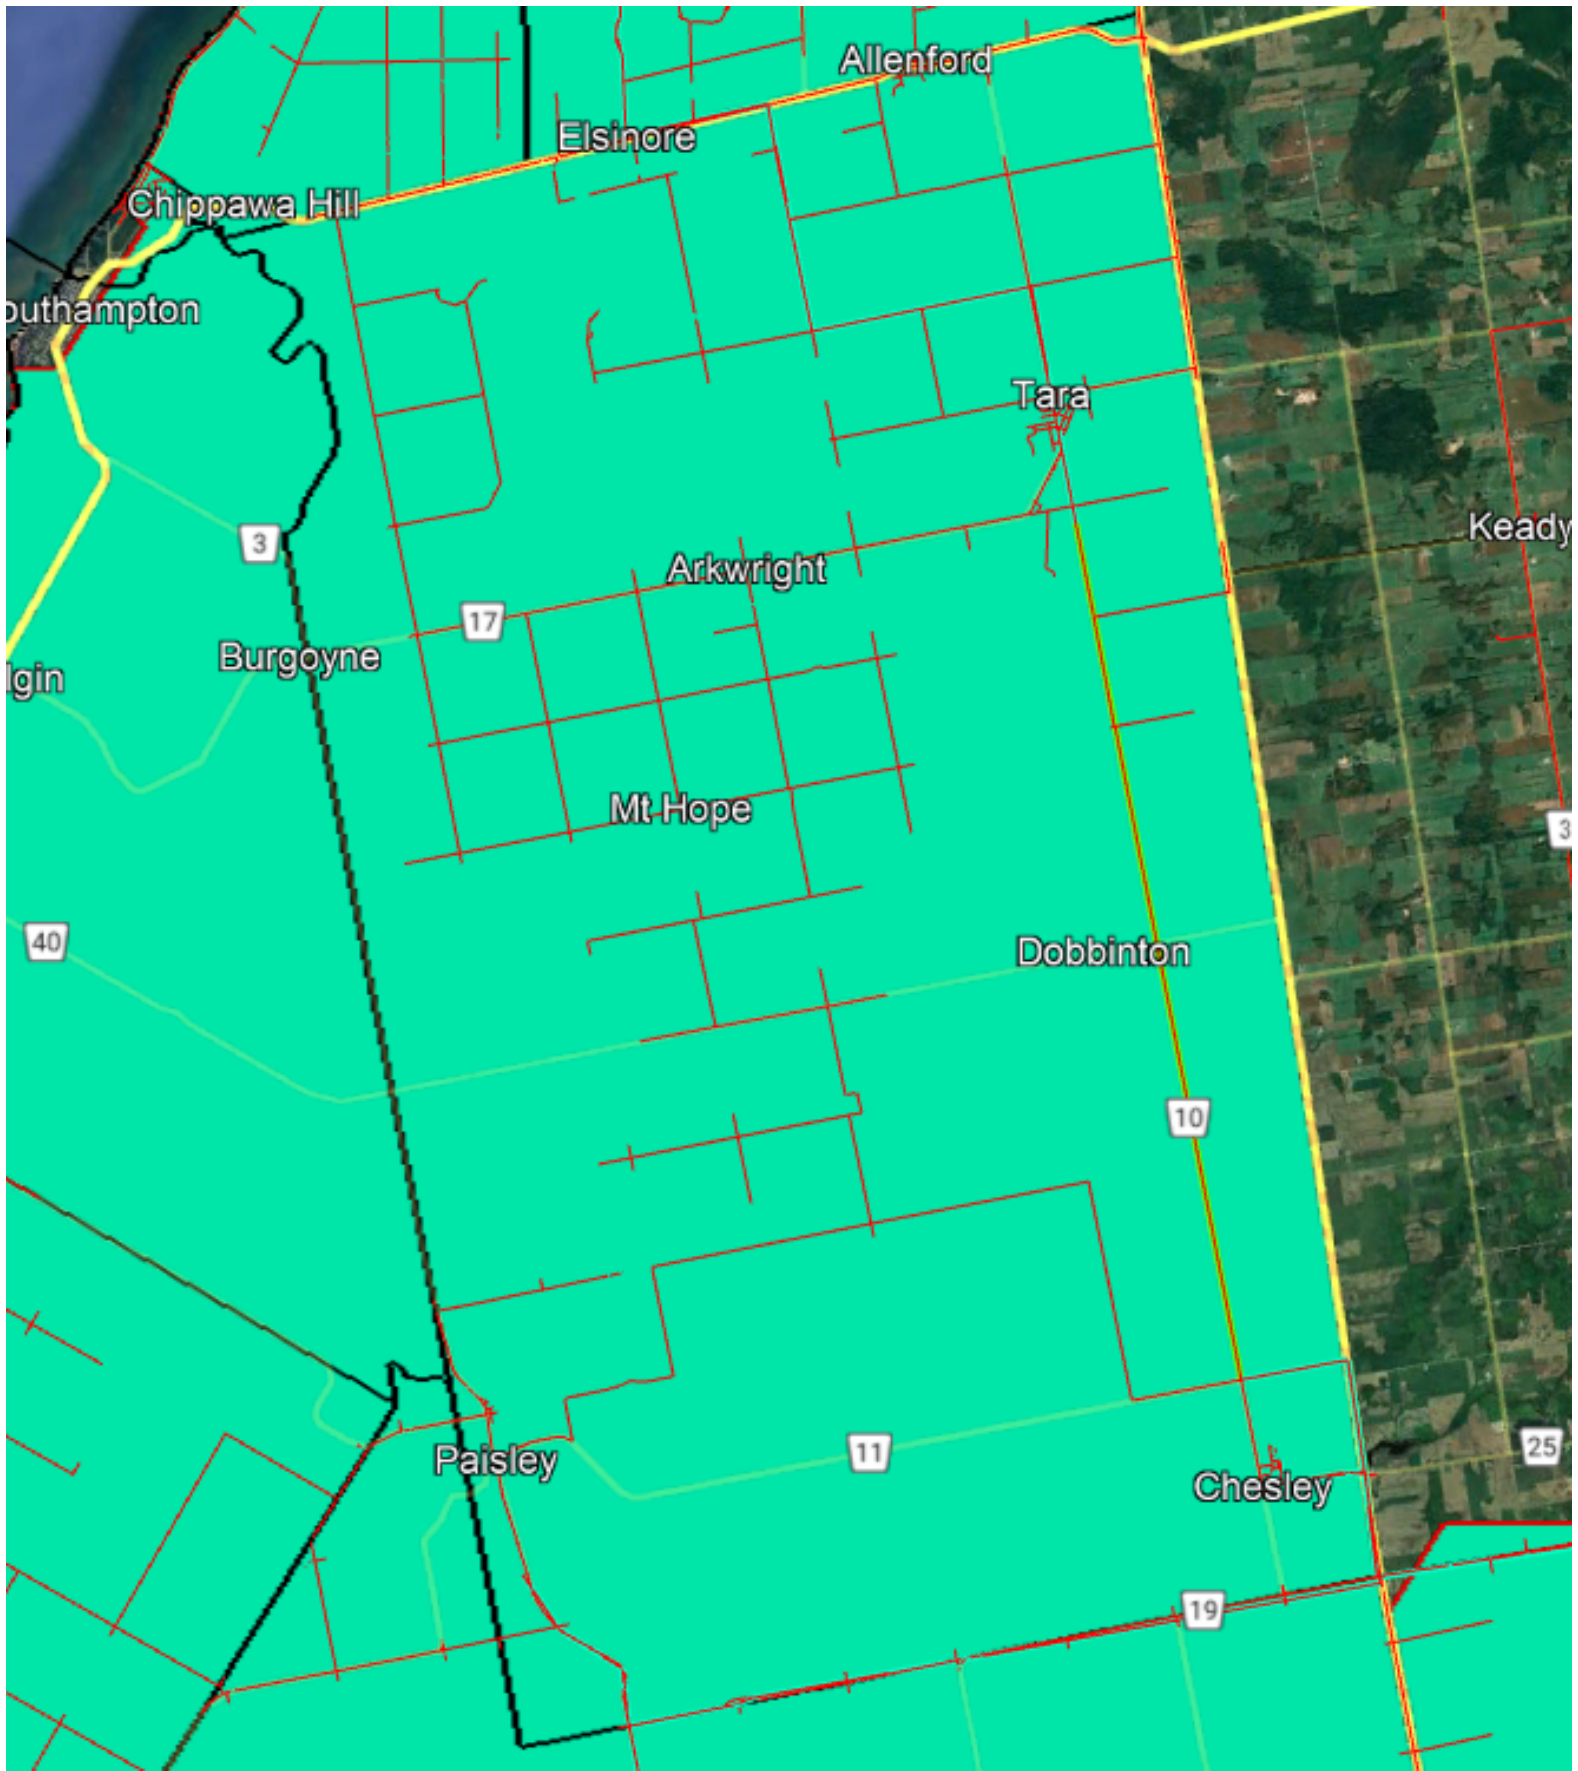 Allenford
Elsinore
Chippawa Hill
outhampton
Keady
3
Arkwright
17
Burgoyne
lgin
Mt Hope
3
40
Dobbinton
10
11
25
Paisley
Chesley
19
Tara